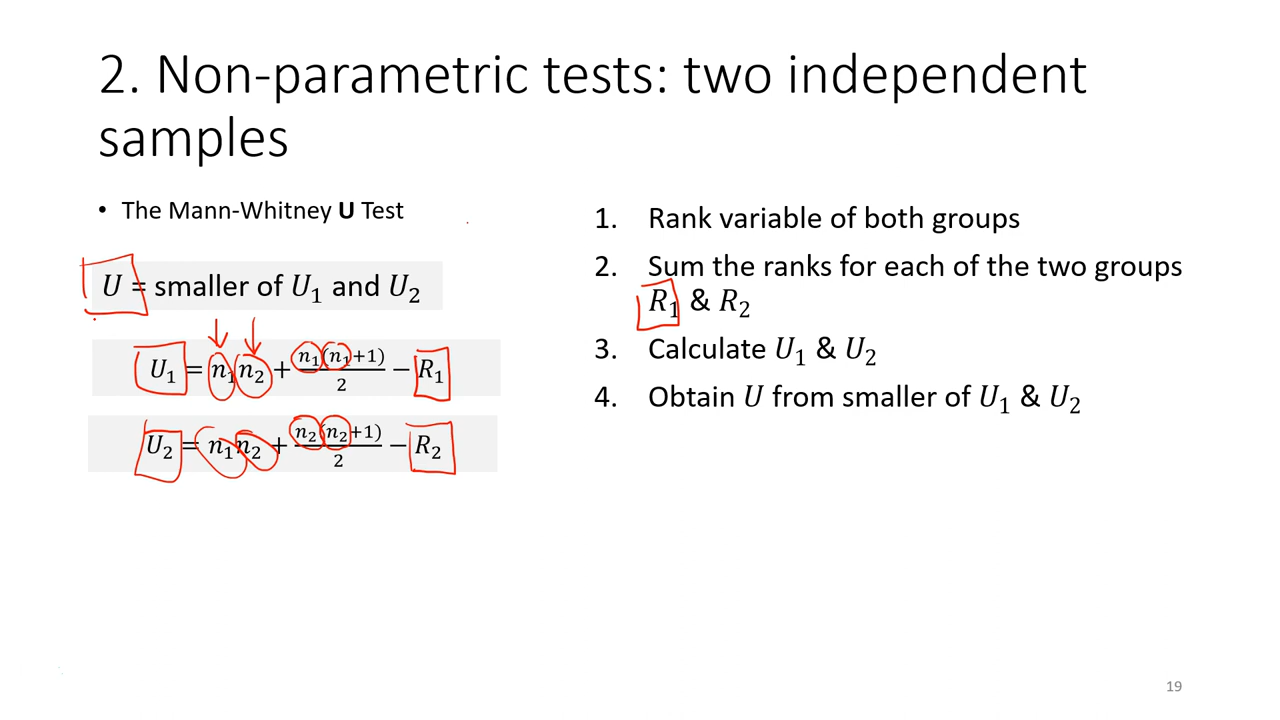 2. Non-parametric tests: two independent
samples
• The Mann-Whitney U Test
U = smaller of U₁ and U₂
U₁ = n₁n₂ + n₁(n₁+1)/2 − R₁
U₂ = n₁n₂ + n₂(n₂+1)/2 − R₂
1. Rank variable of both groups
2. Sum the ranks for each of the two groups
R₁ & R₂
3. Calculate U₁ & U₂
4. Obtain U from smaller of U₁ & U₂
19